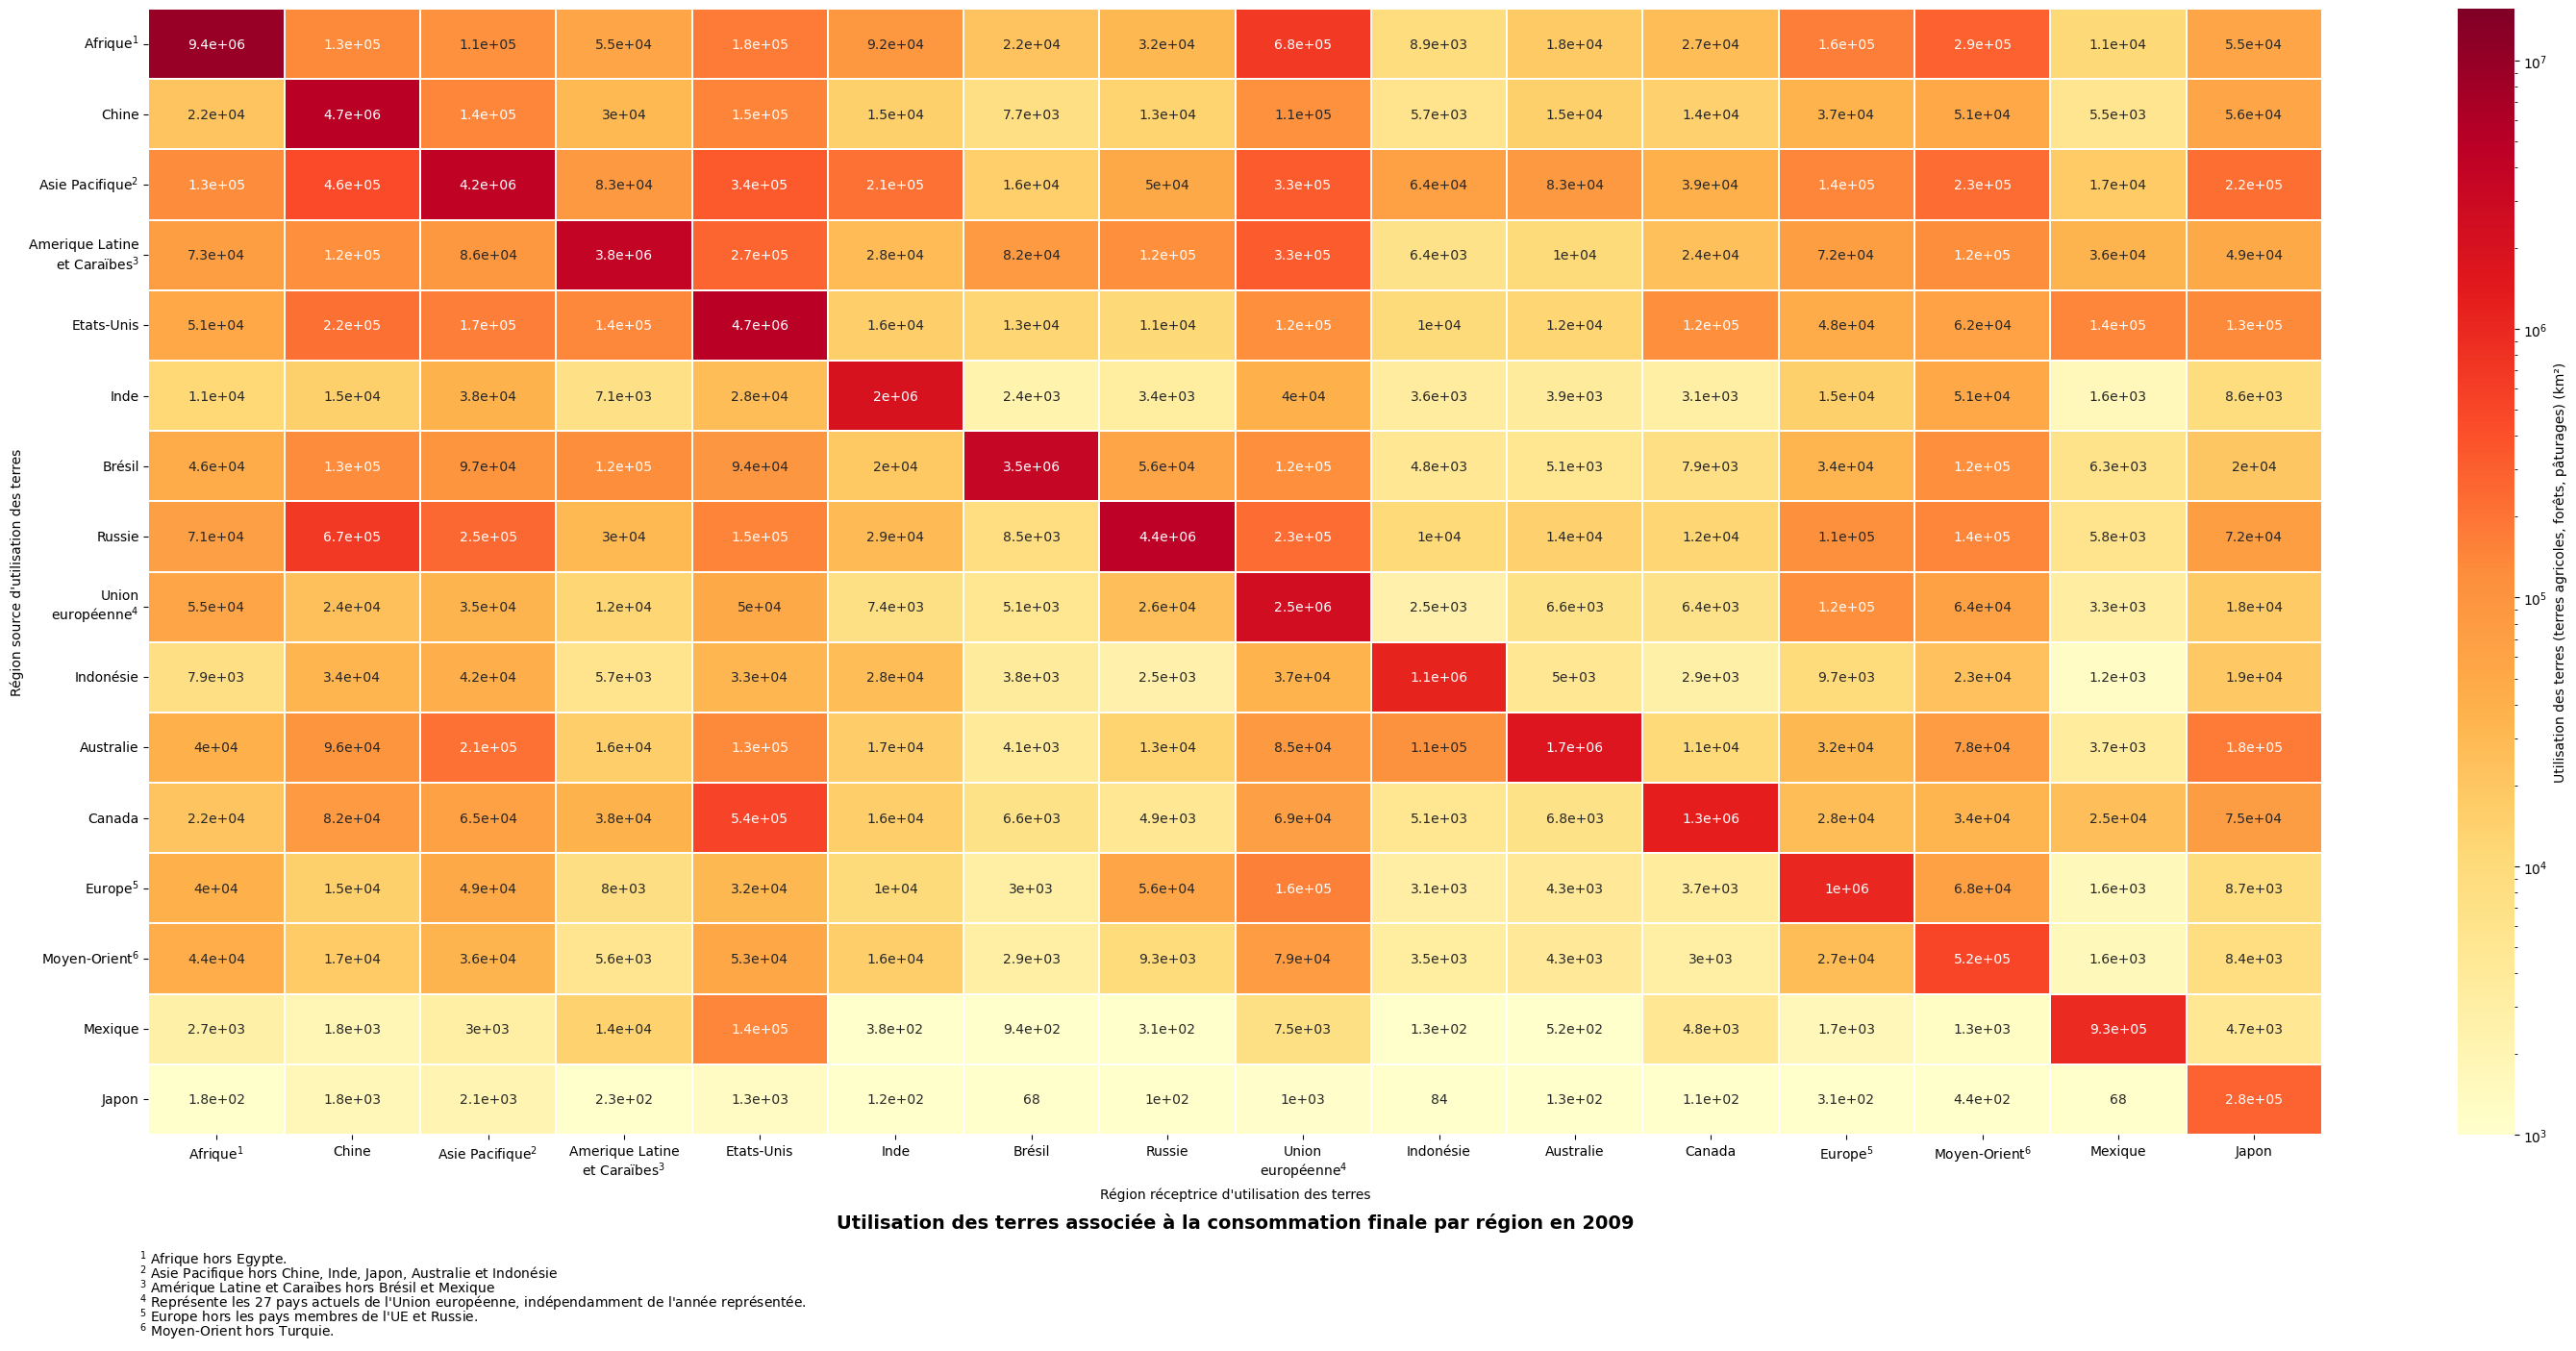 Afrique¹ 9.4e+06 1.3e+05 1.1e+05 5.5e+04 1.8e+05 9.2e+04 2.2e+04 3.2e+04 6.8e+05 8.9e+03 1.8e+04 2.7e+04 1.6e+05 2.9e+05 1.1e+04 5.5e+04
Chine 2.2e+04 4.7e+06 1.4e+05 3e+04 1.5e+05 1.5e+04 7.7e+03 1.3e+04 1.1e+05 5.7e+03 1.5e+04 1.4e+04 3.7e+04 5.1e+04 5.5e+03 5.6e+04
Asie Pacifique² 1.3e+05 4.6e+05 4.2e+06 8.3e+04 3.4e+05 2.1e+05 1.6e+04 5e+04 3.3e+05 6.4e+04 8.3e+04 3.9e+04 1.4e+05 2.3e+05 1.7e+04 2.2e+05
Amerique Latine
et Caraïbes³ 7.3e+04 1.2e+05 8.6e+04 3.8e+06 2.7e+05 2.8e+04 8.2e+04 1.2e+05 3.3e+05 6.4e+03 1e+04 2.4e+04 7.2e+04 1.2e+05 3.6e+04 4.9e+04
Etats-Unis 5.1e+04 2.2e+05 1.7e+05 1.4e+05 4.7e+06 1.6e+04 1.3e+04 1.1e+04 1.2e+05 1e+04 1.2e+04 1.2e+05 4.8e+04 6.2e+04 1.4e+05 1.3e+05
Inde 1.1e+04 1.5e+04 3.8e+04 7.1e+03 2.8e+04 2e+06 2.4e+03 3.4e+03 4e+04 3.6e+03 3.9e+03 3.1e+03 1.5e+04 5.1e+04 1.6e+03 8.6e+03
Brésil 4.6e+04 1.3e+05 9.7e+04 1.2e+05 9.4e+04 2e+04 3.5e+06 5.6e+04 1.2e+05 4.8e+03 5.1e+03 7.9e+03 3.4e+04 1.2e+05 6.3e+03 2e+04
Russie 7.1e+04 6.7e+05 2.5e+05 3e+04 1.5e+05 2.9e+04 8.5e+03 4.4e+06 2.3e+05 1e+04 1.4e+04 1.2e+04 1.1e+05 1.4e+05 5.8e+03 7.2e+04
Union
européenne⁴ 5.5e+04 2.4e+04 3.5e+04 1.2e+04 5e+04 7.4e+03 5.1e+03 2.6e+04 2.5e+06 2.5e+03 6.6e+03 6.4e+03 1.2e+05 6.4e+04 3.3e+03 1.8e+04
Indonésie 7.9e+03 3.4e+04 4.2e+04 5.7e+03 3.3e+04 2.8e+04 3.8e+03 2.5e+03 3.7e+04 1.1e+06 5e+03 2.9e+03 9.7e+03 2.3e+04 1.2e+03 1.9e+04
Australie 4e+04 9.6e+04 2.1e+05 1.6e+04 1.3e+05 1.7e+04 4.1e+03 1.3e+04 8.5e+04 1.1e+05 1.7e+06 1.1e+04 3.2e+04 7.8e+04 3.7e+03 1.8e+05
Canada 2.2e+04 8.2e+04 6.5e+04 3.8e+04 5.4e+05 1.6e+04 6.6e+03 4.9e+03 6.9e+04 5.1e+03 6.8e+03 1.3e+06 2.8e+04 3.4e+04 2.5e+04 7.5e+04
Europe⁵ 4e+04 1.5e+04 4.9e+04 8e+03 3.2e+04 1e+04 3e+03 5.6e+04 1.6e+05 3.1e+03 4.3e+03 3.7e+03 1e+06 6.8e+04 1.6e+03 8.7e+03
Moyen-Orient⁶ 4.4e+04 1.7e+04 3.6e+04 5.6e+03 5.3e+04 1.6e+04 2.9e+03 9.3e+03 7.9e+04 3.5e+03 4.3e+03 3e+03 2.7e+04 5.2e+05 1.6e+03 8.4e+03
Mexique 2.7e+03 1.8e+03 3e+03 1.4e+04 1.4e+05 3.8e+02 9.4e+02 3.1e+02 7.5e+03 1.3e+02 5.2e+02 4.8e+03 1.7e+03 1.3e+03 9.3e+05 4.7e+03
Japon 1.8e+02 1.8e+03 2.1e+03 2.3e+02 1.3e+03 1.2e+02 68 1e+02 1e+03 84 1.3e+02 1.1e+02 3.1e+02 4.4e+02 68 2.8e+05
Région source d'utilisation des terres
Afrique¹ Chine Asie Pacifique² Amerique Latine Etats-Unis Inde Brésil Russie Union Indonésie Australie Canada Europe⁵ Moyen-Orient⁶ Mexique Japon
et Caraïbes³ européenne⁴
Région réceptrice d'utilisation des terres
10⁷
10⁶
10⁵
10⁴
10³
Utilisation des terres (terres agricoles, forêts, pâturages) (km²)
Utilisation des terres associée à la consommation finale par région en 2009
¹ Afrique hors Egypte.
² Asie Pacifique hors Chine, Inde, Japon, Australie et Indonésie
³ Amérique Latine et Caraïbes hors Brésil et Mexique
⁴ Représente les 27 pays actuels de l'Union européenne, indépendamment de l'année représentée.
⁵ Europe hors les pays membres de l'UE et Russie.
⁶ Moyen-Orient hors Turquie.